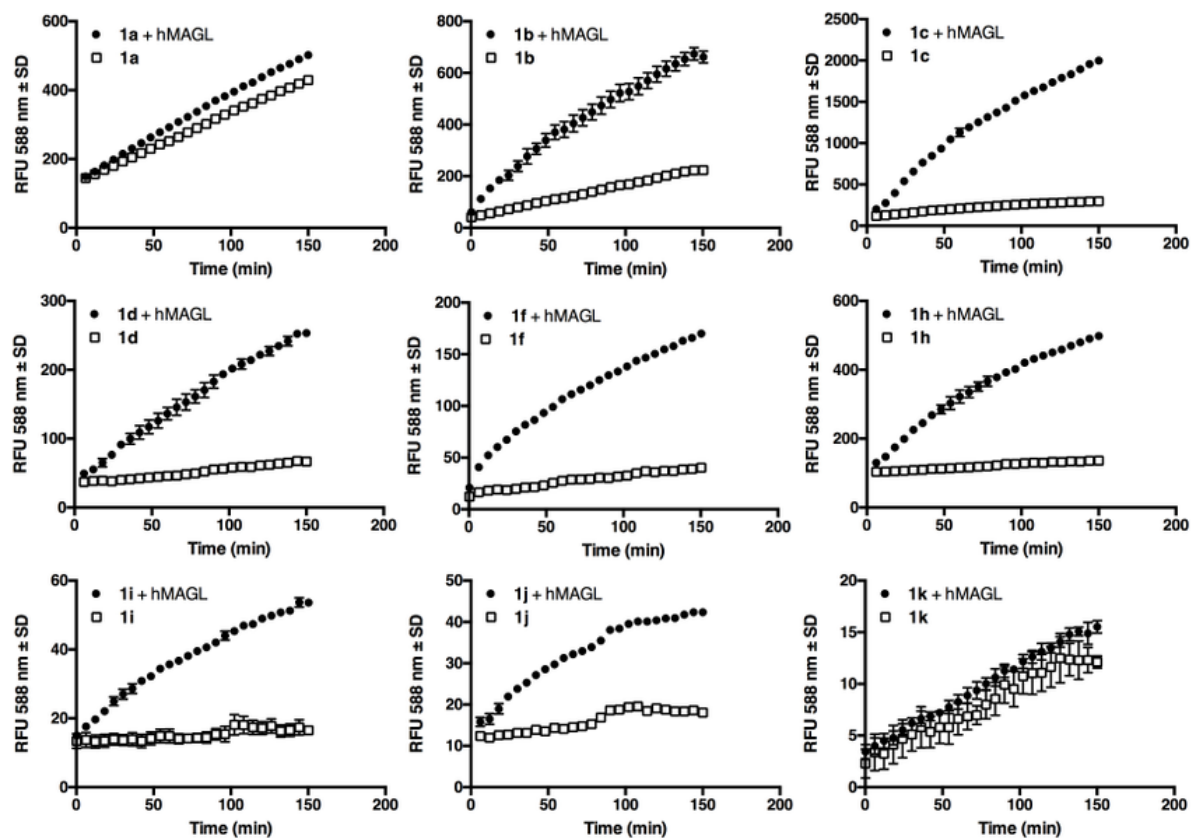 1a + hMAGL
1a
RFU 588 nm ± SD
600
400
200
0
0 50 100 150 200
Time (min)
1b + hMAGL
1b
RFU 588 nm ± SD
800
600
400
200
0
0 50 100 150 200
Time (min)
1c + hMAGL
1c
RFU 588 nm ± SD
2500
2000
1500
1000
500
0
0 50 100 150 200
Time (min)
1d + hMAGL
1d
RFU 588 nm ± SD
300
200
100
0
0 50 100 150 200
Time (min)
1f + hMAGL
1f
RFU 588 nm ± SD
200
150
100
50
0
0 50 100 150 200
Time (min)
1h + hMAGL
1h
RFU 588 nm ± SD
600
400
200
0
0 50 100 150 200
Time (min)
1i + hMAGL
1i
RFU 588 nm ± SD
60
40
20
0
0 50 100 150 200
Time (min)
1j + hMAGL
1j
RFU 588 nm ± SD
50
40
30
20
10
0
0 50 100 150 200
Time (min)
1k + hMAGL
1k
RFU 588 nm ± SD
20
15
10
5
0
0 50 100 150 200
Time (min)